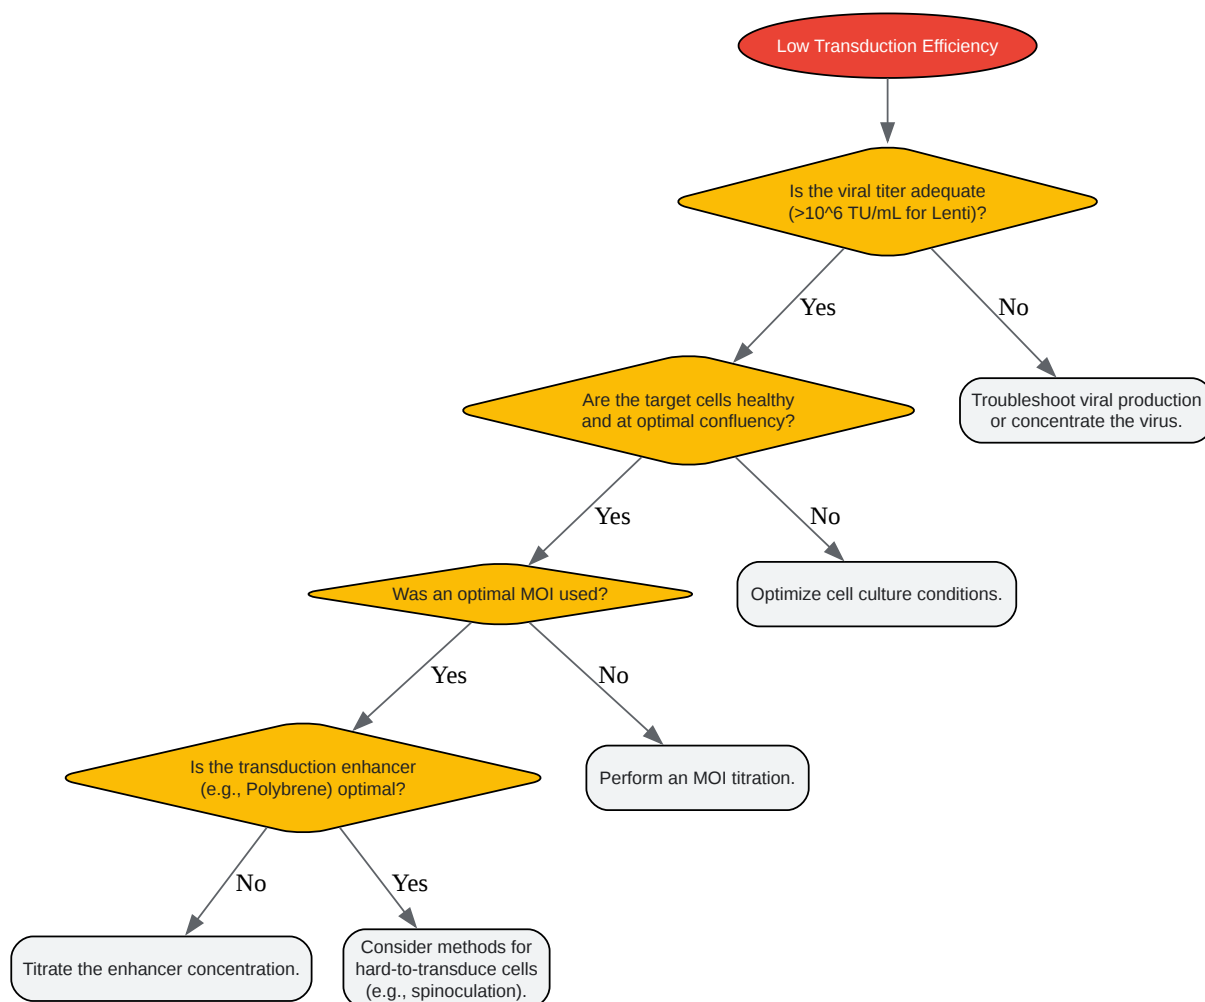 Low Transduction Efficiency
Is the viral titer adequate
(>10^6 TU/mL for Lenti)?
Yes
No
Are the target cells healthy
and at optimal confluency?
Troubleshoot viral production
or concentrate the virus.
Yes
No
Was an optimal MOI used?
Optimize cell culture conditions.
Yes
No
Is the transduction enhancer
(e.g., Polybrene) optimal?
Perform an MOI titration.
No
Yes
Titrate the enhancer concentration.
Consider methods for
hard-to-transduce cells
(e.g., spinoculation).